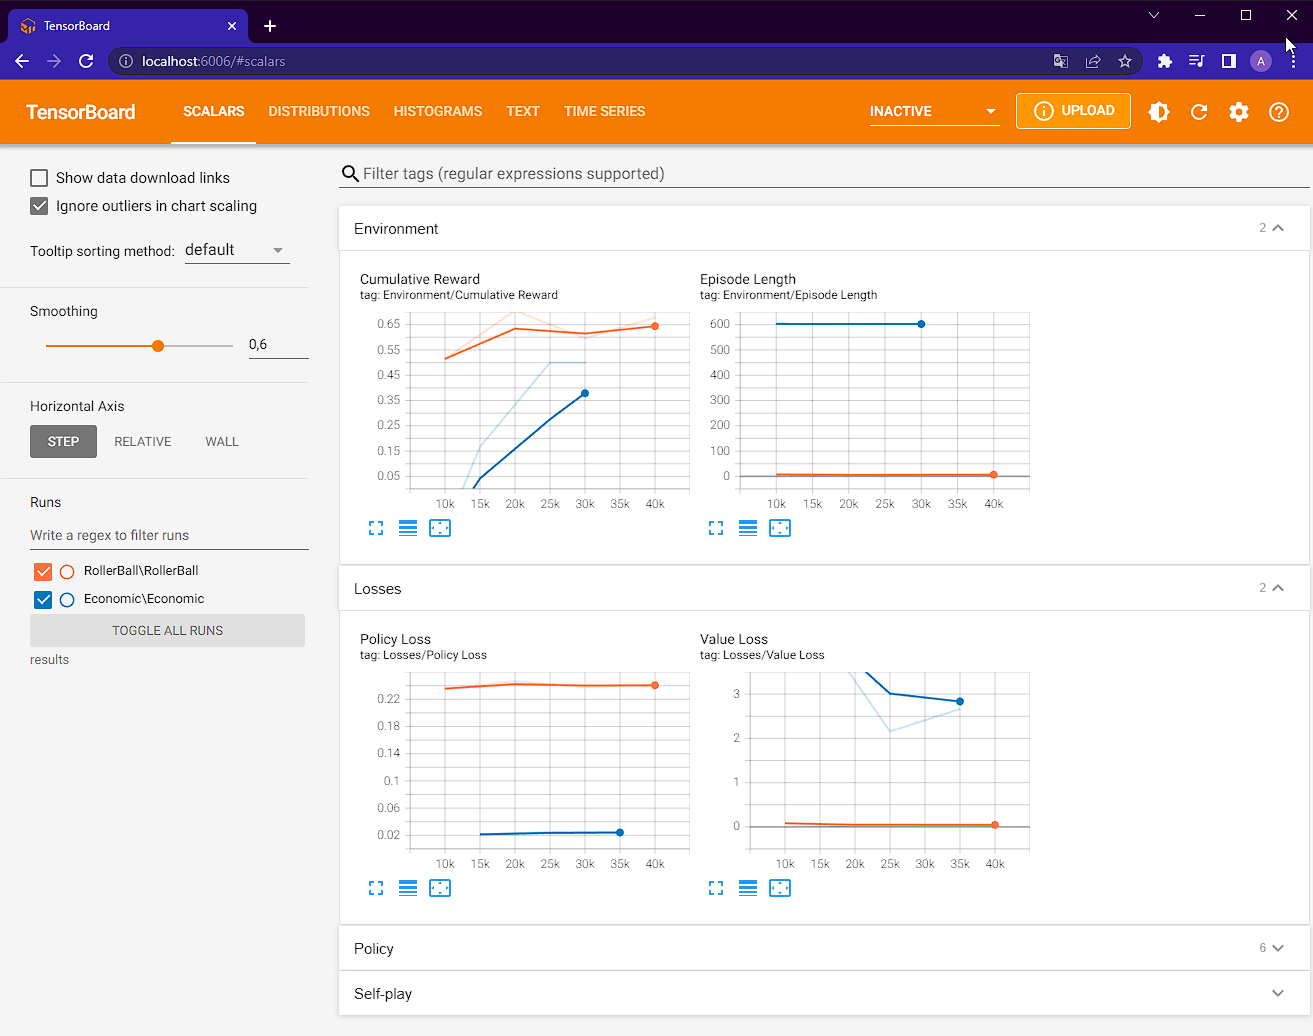 TensorBoard
localhost:6006/#scalars
A
TensorBoard
SCALARS
DISTRIBUTIONS
HISTOGRAMS
TEXT
TIME SERIES
INACTIVE
UPLOAD
Show data download links
Ignore outliers in chart scaling
Tooltip sorting method: default
Smoothing
0,6
Horizontal Axis
STEP
RELATIVE
WALL
Runs
Write a regex to filter runs
RollerBall\RollerBall
Economic\Economic
TOGGLE ALL RUNS
results
Filter tags (regular expressions supported)
Environment
2
Cumulative Reward
tag: Environment/Cumulative Reward
0.65
0.55
0.45
0.35
0.25
0.15
0.05
10k 15k 20k 25k 30k 35k 40k
Episode Length
tag: Environment/Episode Length
600
500
400
300
200
100
0
10k 15k 20k 25k 30k 35k 40k
Losses
2
Policy Loss
tag: Losses/Policy Loss
0.22
0.18
0.14
0.1
0.06
0.02
10k 15k 20k 25k 30k 35k 40k
Value Loss
tag: Losses/Value Loss
3
2
1
0
10k 15k 20k 25k 30k 35k 40k
Policy
6
Self-play